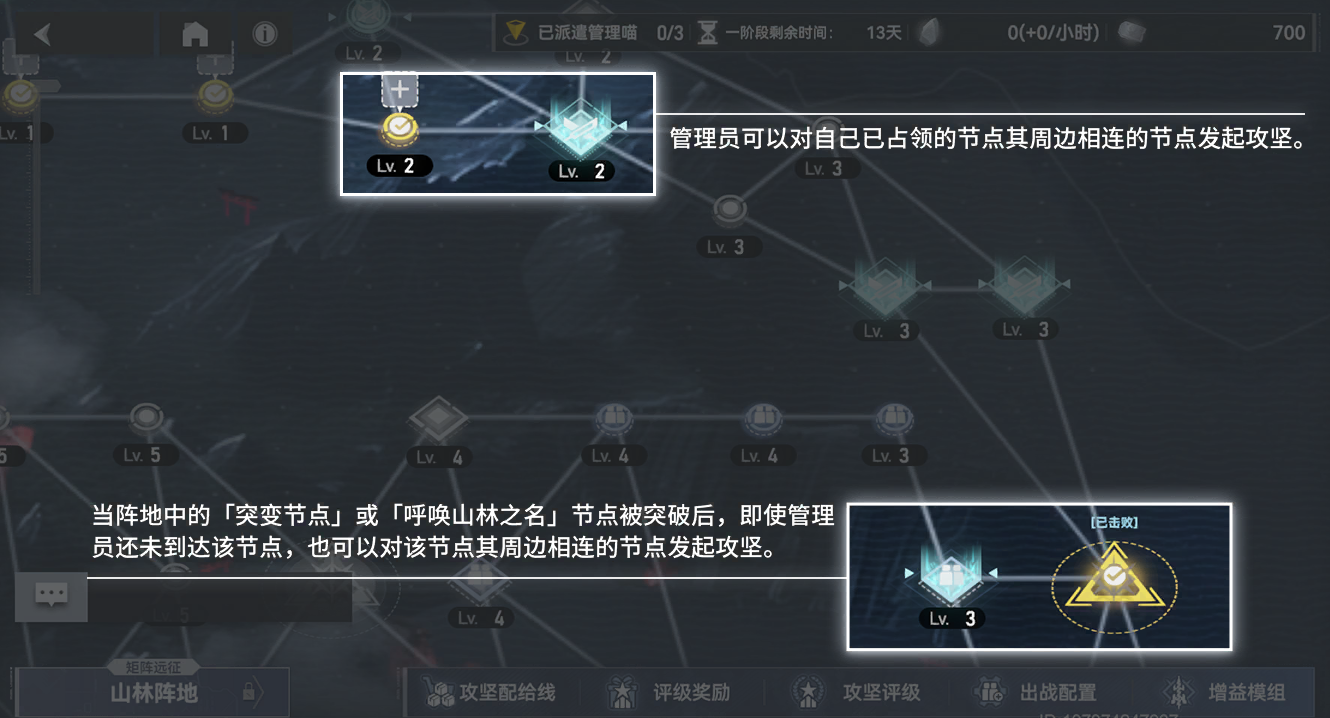 已派遣管理喵 0/3 一阶段剩余时间: 13天 0(+0/小时) 700
Lv. 2
Lv. 2
Lv. 1
Lv. 1
Lv. 2
Lv. 2
管理员可以对自己已占领的节点其周边相连的节点发起攻坚。
Lv. 3
Lv. 3
Lv. 3
Lv. 3
5
Lv. 5
Lv. 4
Lv. 4
Lv. 4
Lv. 3
当阵地中的「突变节点」或「呼唤山林之名」节点被突破后，即使管理
员还未到达该节点，也可以对该节点其周边相连的节点发起攻坚。
[已击败]
Lv. 5
Lv. 4
Lv. 3
矩阵远征
山林阵地
攻坚配给线 评级奖励 攻坚评级 出战配置 增益模组